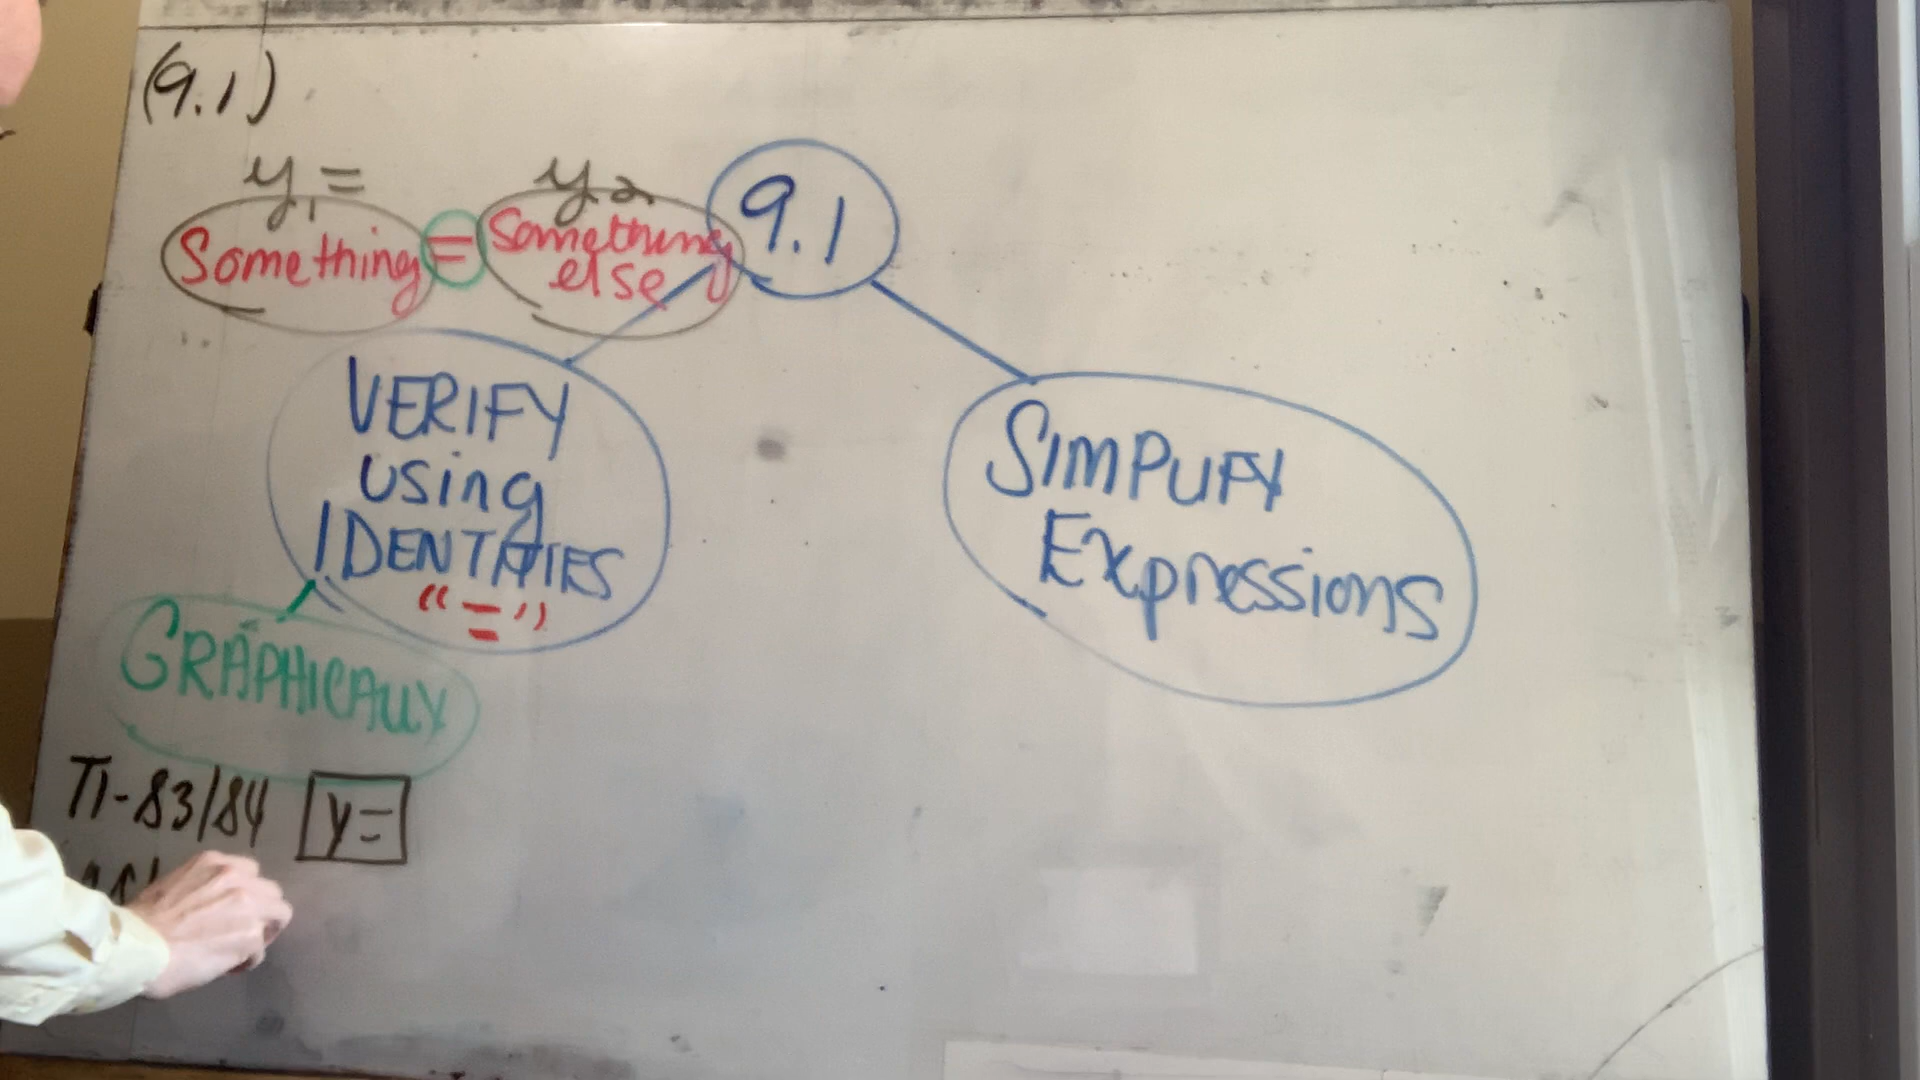 (9.1)
y₁ =
y₂
9.1
Something = Something
else
VERIFY
using
IDENTITIES
"="
SIMPLIFY
Expressions
GRAPHICALLY
TI-83/84 y=